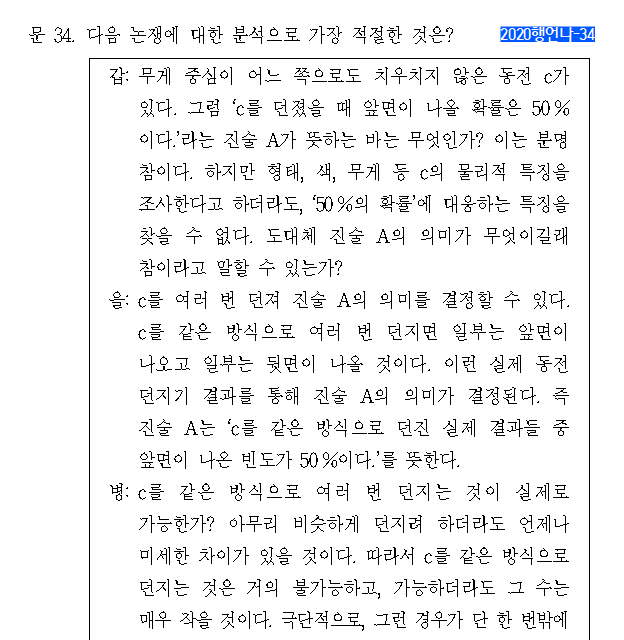 문 34. 다음 논쟁에 대한 분석으로 가장 적절한 것은? 2020행언나-34
갑: 무게 중심이 어느 쪽으로도 치우치지 않은 동전 c가
있다. 그럼 ‘c를 던졌을 때 앞면이 나올 확률은 50%
이다.’라는 진술 A가 뜻하는 바는 무엇인가? 이는 분명
참이다. 하지만 형태, 색, 무게 등 c의 물리적 특징을
조사한다고 하더라도, ‘50%의 확률’에 대응하는 특징을
찾을 수 없다. 도대체 진술 A의 의미가 무엇이길래
참이라고 말할 수 있는가?
을: c를 여러 번 던져 진술 A의 의미를 결정할 수 있다.
c를 같은 방식으로 여러 번 던지면 일부는 앞면이
나오고 일부는 뒷면이 나올 것이다. 이런 실제 동전
던지기 결과를 통해 진술 A의 의미가 결정된다. 즉
진술 A는 ‘c를 같은 방식으로 던진 실제 결과들 중
앞면이 나온 빈도가 50%이다.’를 뜻한다.
병: c를 같은 방식으로 여러 번 던지는 것이 실제로
가능한가? 아무리 비슷하게 던지려 하더라도 언제나
미세한 차이가 있을 것이다. 따라서 c를 같은 방식으로
던지는 것은 거의 불가능하고, 가능하더라도 그 수는
매우 작을 것이다. 극단적으로, 그런 경우가 단 한 번밖에